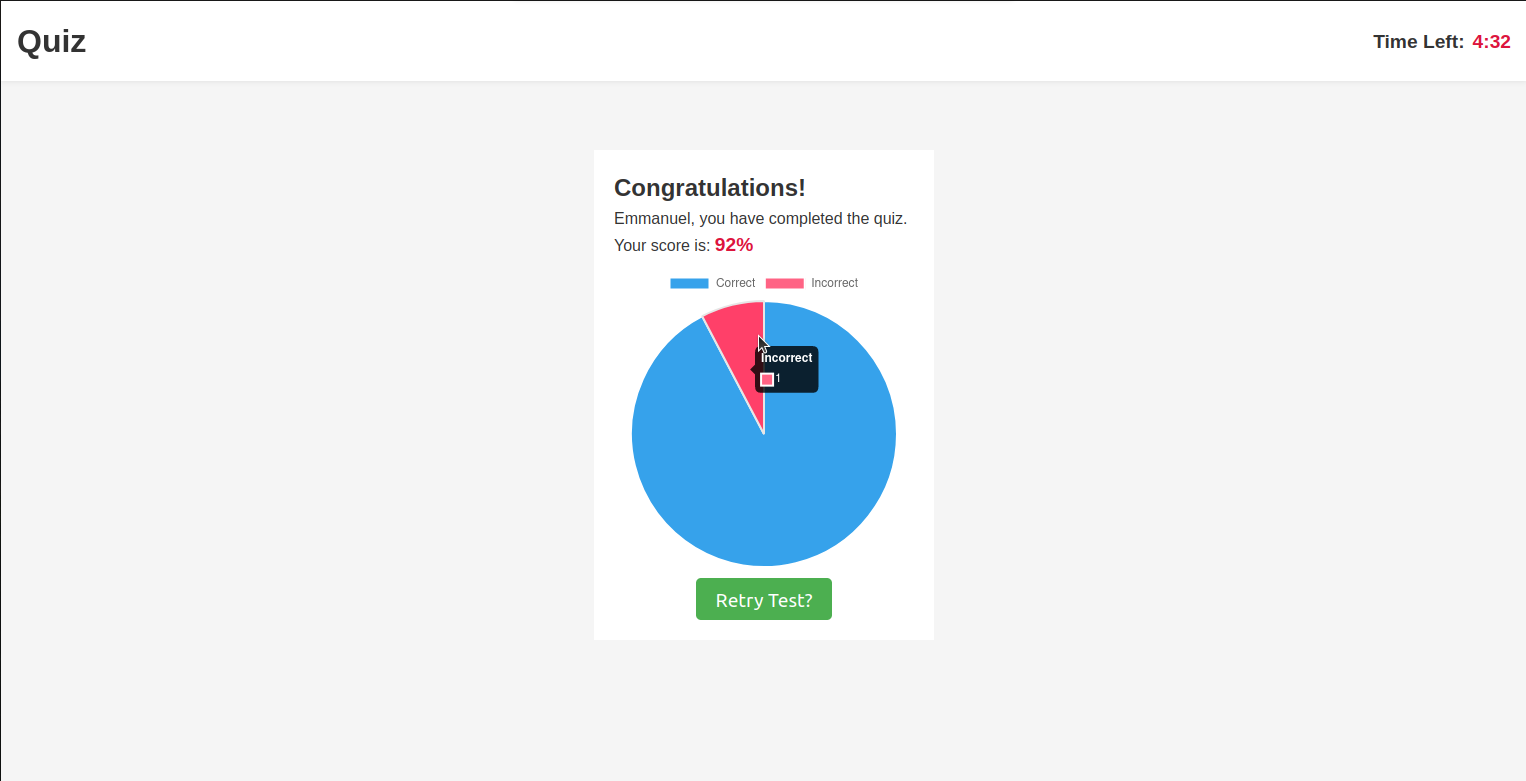 Quiz
Time Left: 4:32
Congratulations!
Emmanuel, you have completed the quiz.
Your score is: 92%
Correct Incorrect
Incorrect
1
Retry Test?